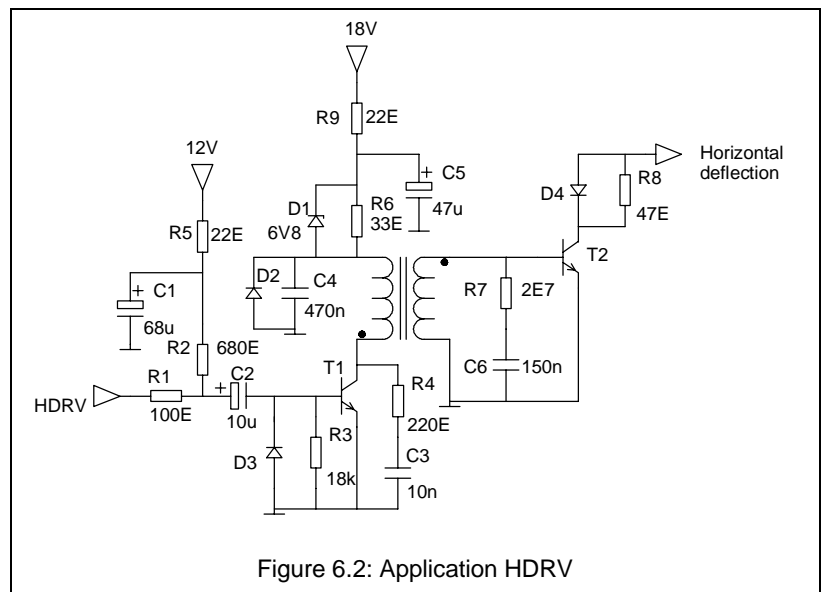 18V
R9 22E
12V
Horizontal
deflection
C5
R8
D1
R6
D4
47E
R5
22E
6V8
33E
47u
T2
D2
C4
R7 2E7
C1
470n
68u
R2
680E
T1
C6 150n
R1
C2
R4
HDRV
100E
10u
R3
220E
D3
C3
18k
10n
Figure 6.2: Application HDRV